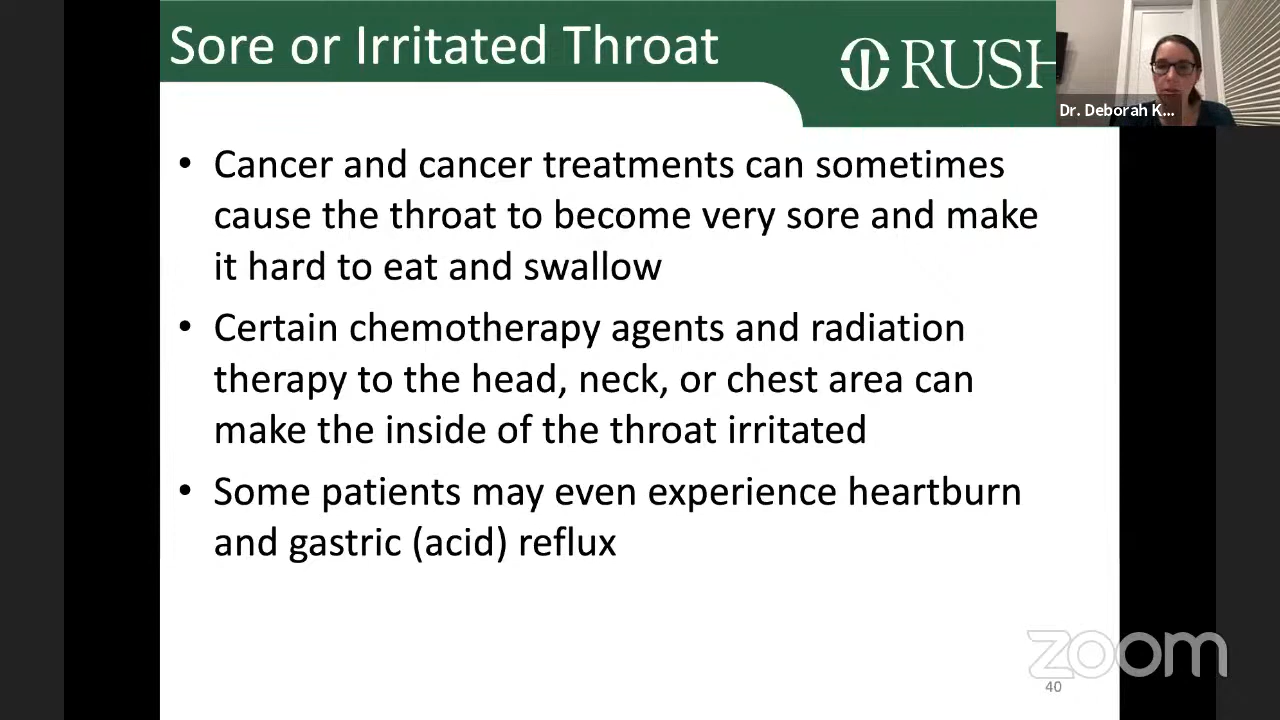 Sore or Irritated Throat
RUSH
Dr. Deborah K...
• Cancer and cancer treatments can sometimes
cause the throat to become very sore and make
it hard to eat and swallow
• Certain chemotherapy agents and radiation
therapy to the head, neck, or chest area can
make the inside of the throat irritated
• Some patients may even experience heartburn
and gastric (acid) reflux
zoom
40